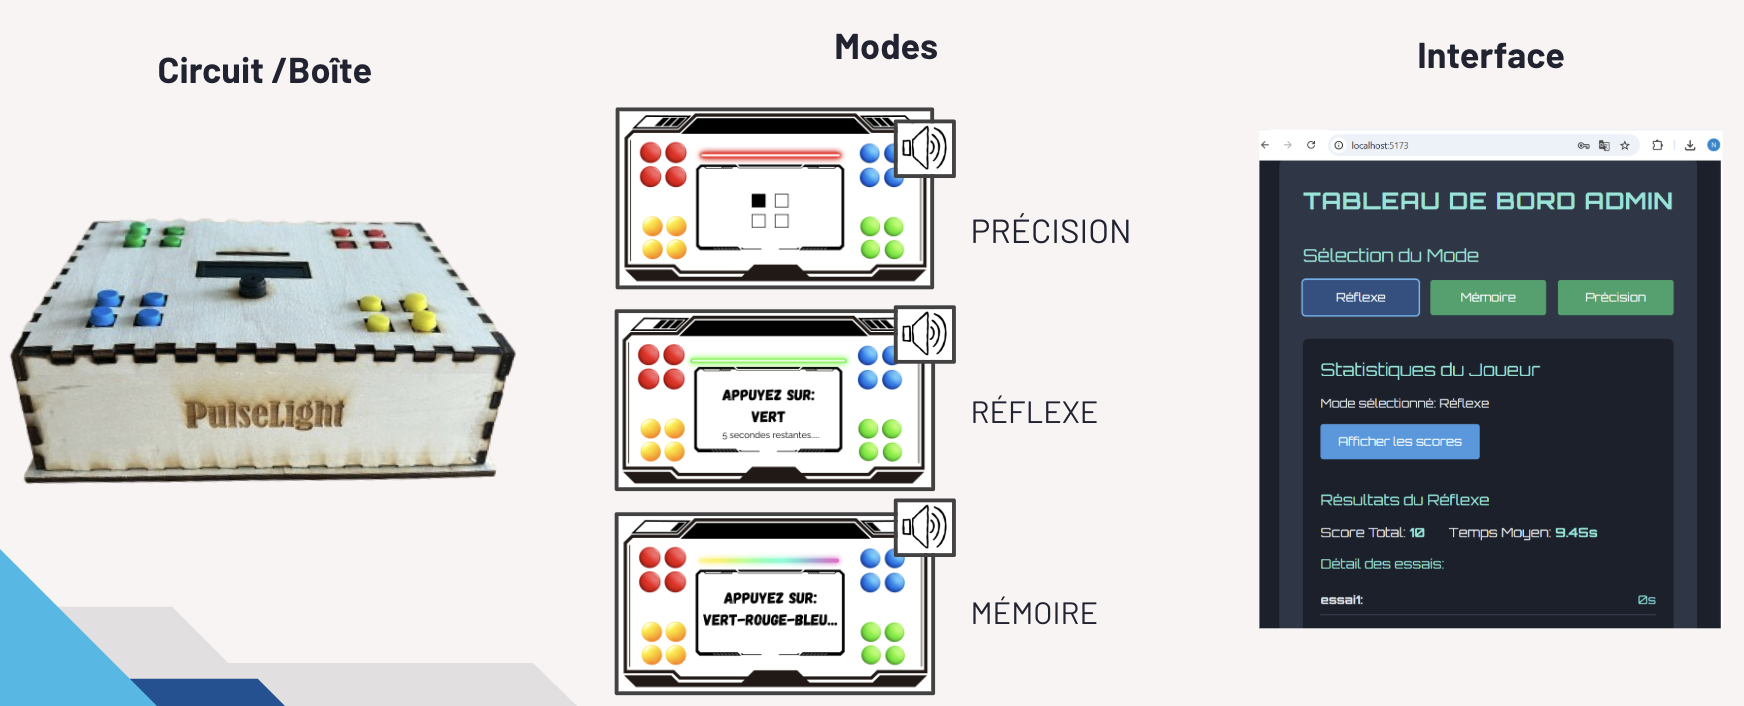 Circuit /Boîte
PulseLight
Modes
PRÉCISION
APPUYEZ SUR:
VERT
5 secondes restantes....
RÉFLEXE
APPUYEZ SUR:
VERT-ROUGE-BLEU...
MÉMOIRE
Interface
localhost:5173
N
TABLEAU DE BORD ADMIN
Sélection du Mode
Réflexe Mémoire Précision
Statistiques du Joueur
Mode sélectionné: Réflexe
Afficher les scores
Résultats du Réflexe
Score Total: 10 Temps Moyen: 9.45s
Détail des essais:
essai1: 0s